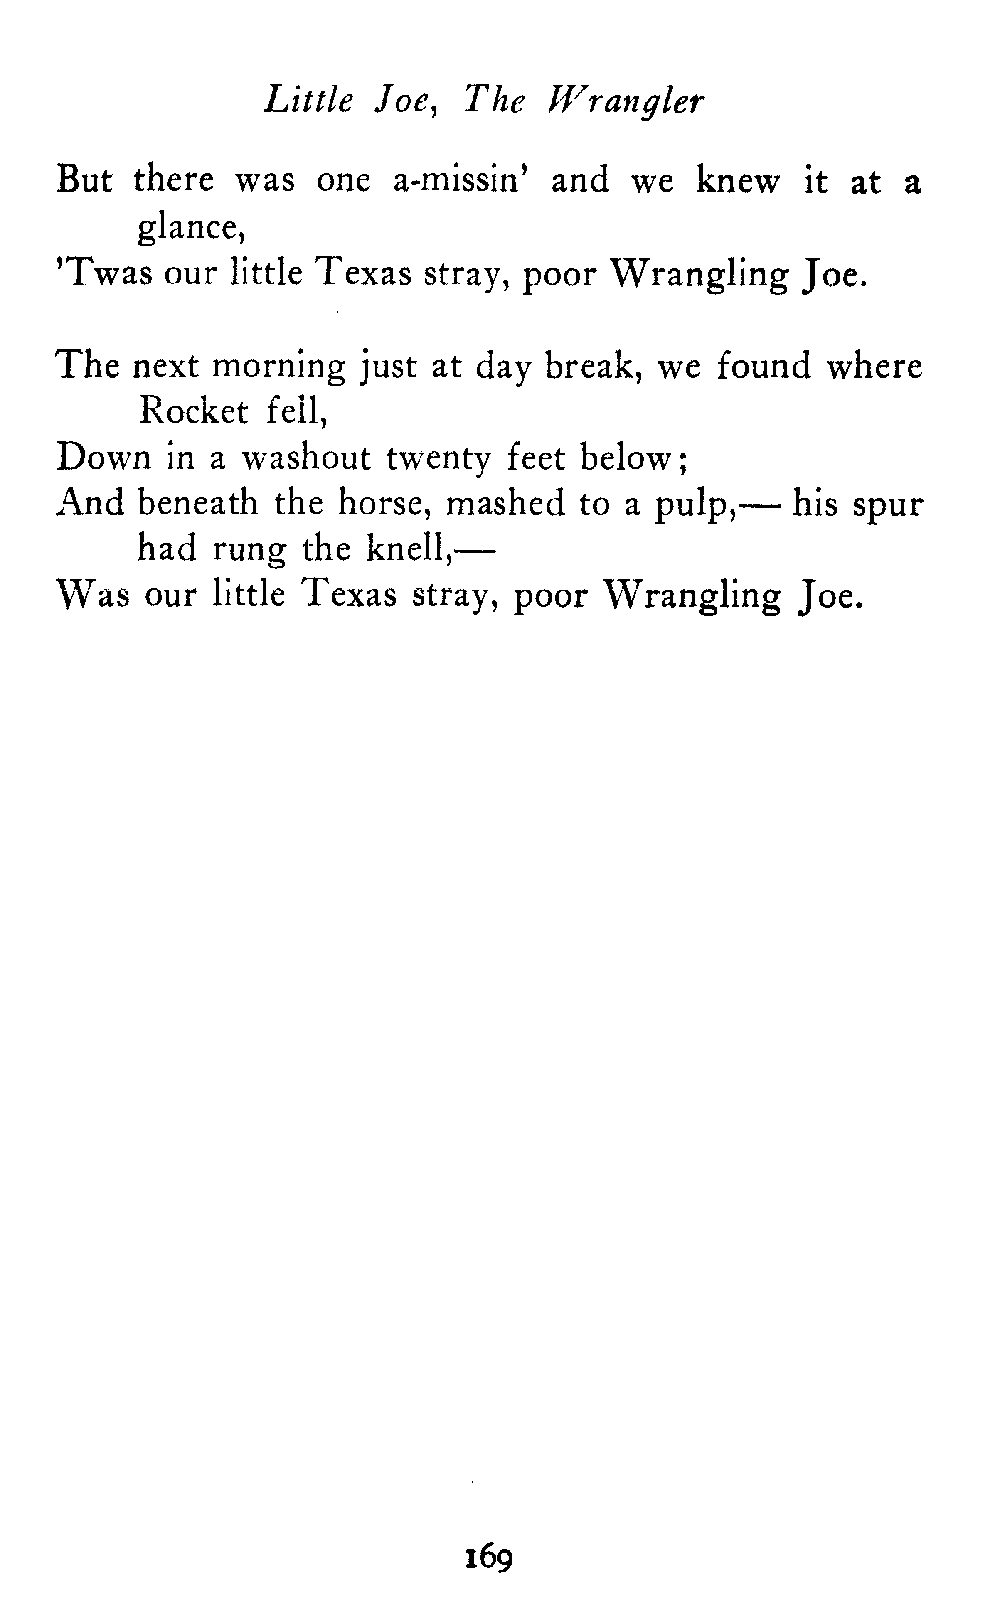 Little Joe, The Wrangler
But there was one a-missin' and we knew it at a
glance,
'Twas our little Texas stray, poor Wrangling Joe.
The next morning just at day break, we found where
Rocket fell,
Down in a washout twenty feet below;
And beneath the horse, mashed to a pulp,— his spur
had rung the knell,—
Was our little Texas stray, poor Wrangling Joe.
169